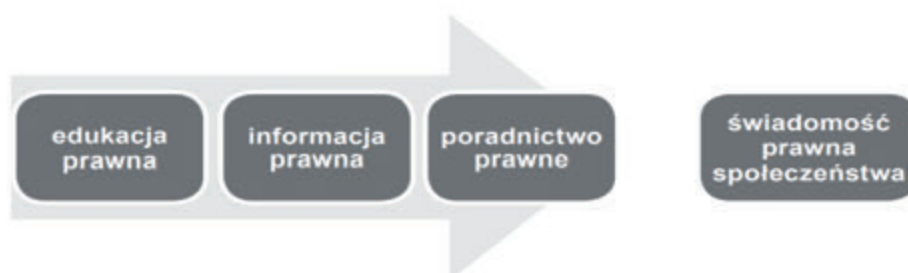 edukacja
prawna
informacja
prawna
poradnictwo
prawne
świadomość
prawna
społeczeństwa